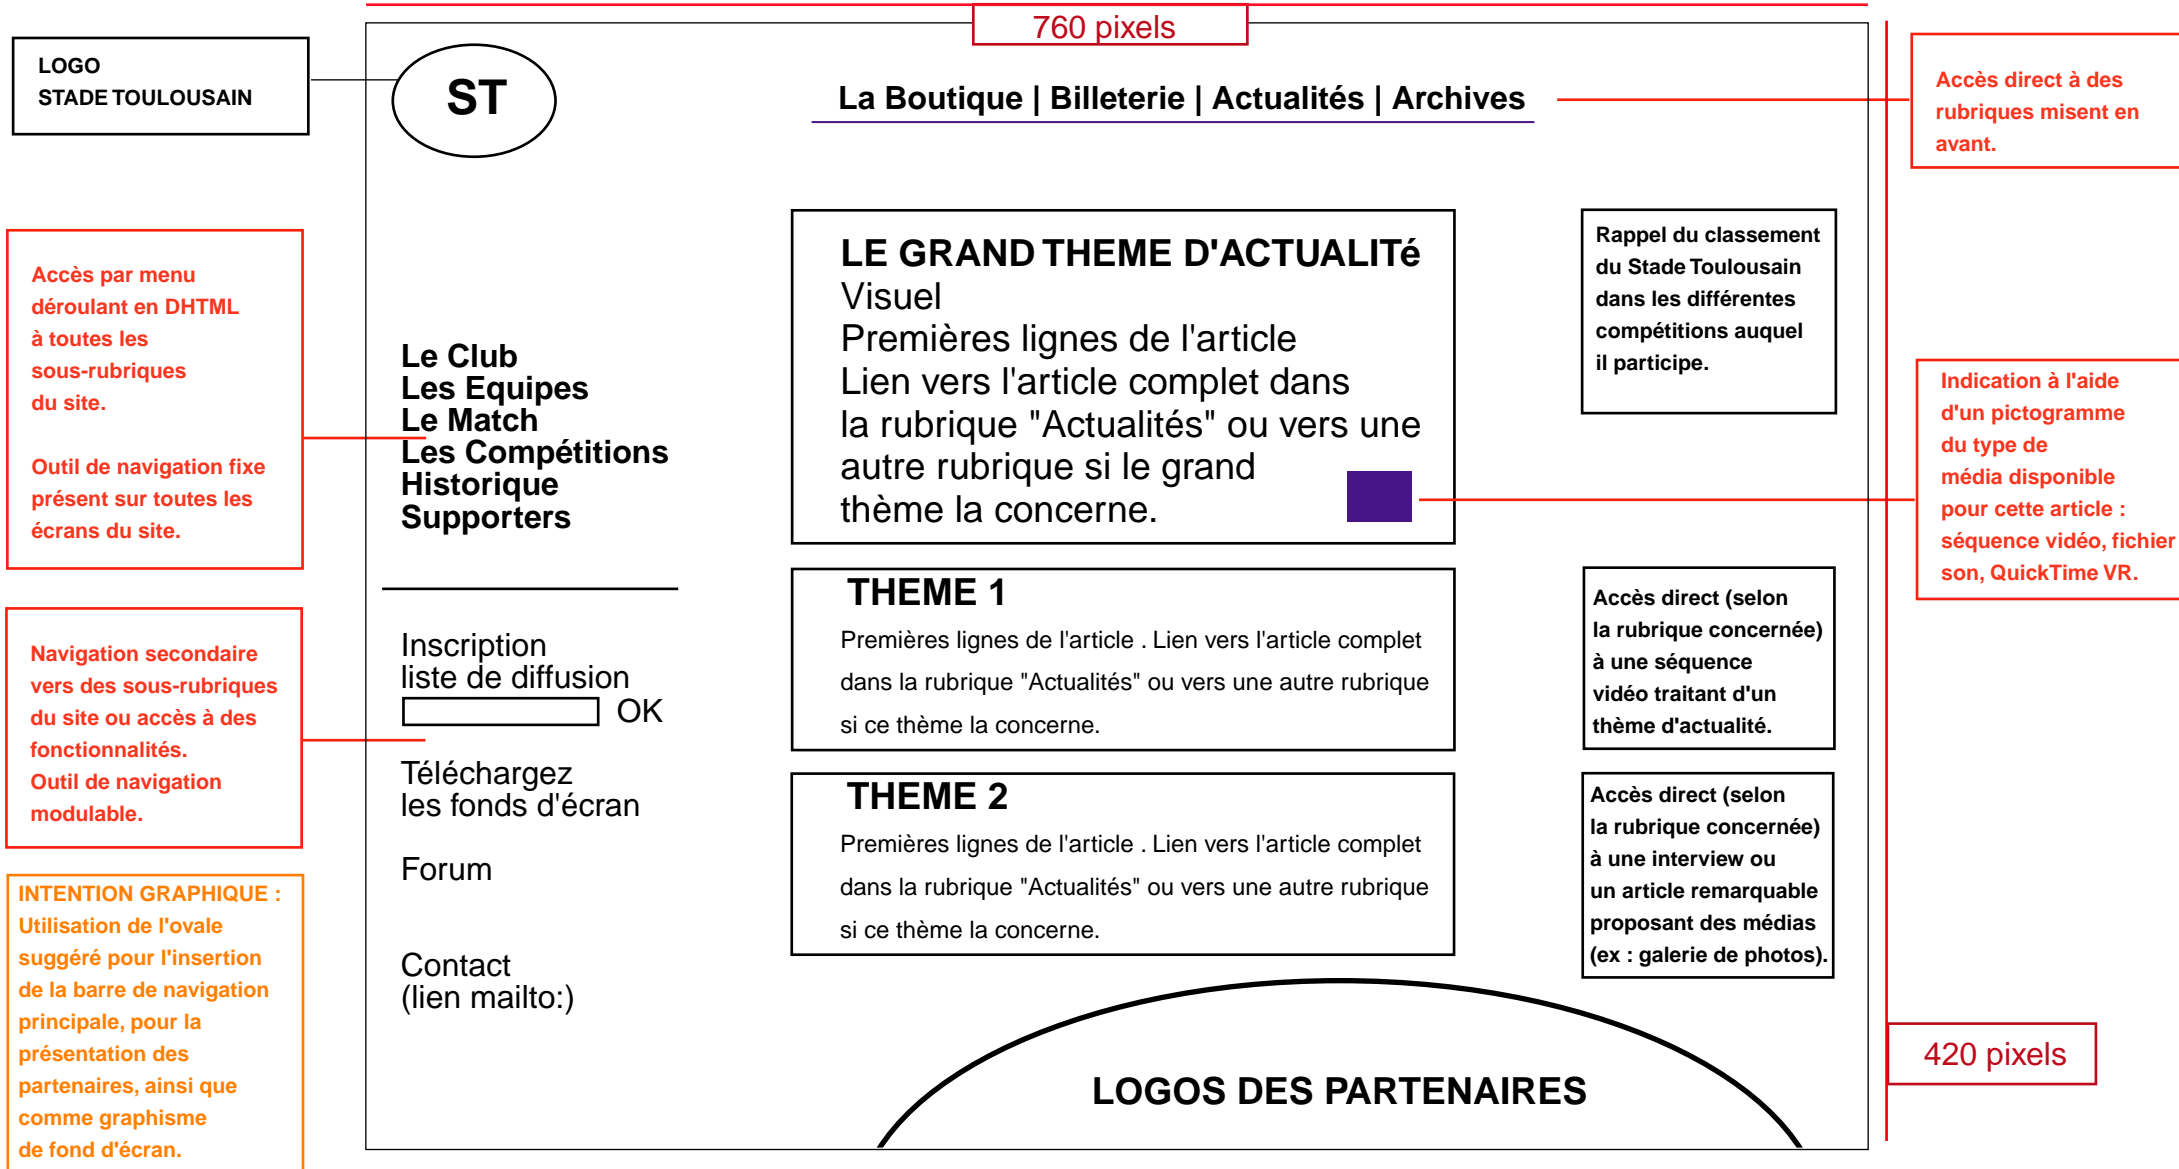 760 pixels
LOGO
STADE TOULOUSAIN
ST
La Boutique | Billeterie | Actualités | Archives
Accès direct à des
rubriques misent en
avant.
Accès par menu
déroulant en DHTML
à toutes les
sous-rubriques
du site.
Outil de navigation fixe
présent sur toutes les
écrans du site.
Le Club
Les Equipes
Le Match
Les Compétitions
Historique
Supporters
LE GRAND THEME D'ACTUALITé
Visuel
Premières lignes de l'article
Lien vers l'article complet dans
la rubrique "Actualités" ou vers une
autre rubrique si le grand
thème la concerne.
Rappel du classement
du Stade Toulousain
dans les différentes
compétitions auquel
il participe.
Indication à l'aide
d'un pictogramme
du type de
média disponible
pour cette article :
séquence vidéo, fichier
son, QuickTime VR.
Navigation secondaire
vers des sous-rubriques
du site ou accès à des
fonctionnalités.
Outil de navigation
modulable.
Inscription
liste de diffusion
OK
Téléchargez
les fonds d'écran
Forum
Contact
(lien mailto:)
THEME 1
Premières lignes de l'article . Lien vers l'article complet
dans la rubrique "Actualités" ou vers une autre rubrique
si ce thème la concerne.
Accès direct (selon
la rubrique concernée)
à une séquence
vidéo traitant d'un
thème d'actualité.
THEME 2
Premières lignes de l'article . Lien vers l'article complet
dans la rubrique "Actualités" ou vers une autre rubrique
si ce thème la concerne.
Accès direct (selon
la rubrique concernée)
à une interview ou
un article remarquable
proposant des médias
(ex : galerie de photos).
INTENTION GRAPHIQUE :
Utilisation de l'ovale
suggéré pour l'insertion
de la barre de navigation
principale, pour la
présentation des
partenaires, ainsi que
comme graphisme
de fond d'écran.
LOGOS DES PARTENAIRES
420 pixels